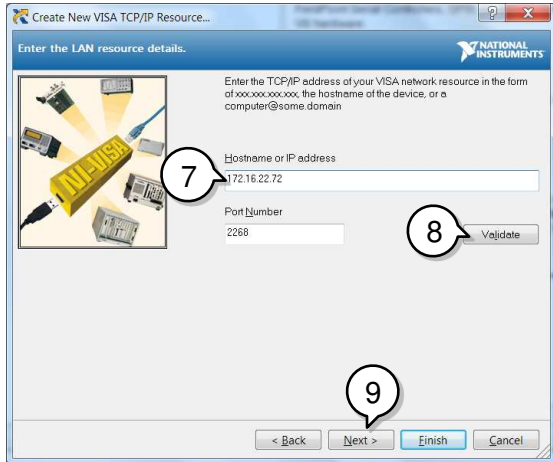 Create New VISA TCP/IP Resource...
Enter the LAN resource details.
NATIONAL
INSTRUMENTS
Enter the TCP/IP address of your VISA network resource in the form
of xxx.xxx.xxx.xxx, the hostname of the device, or a
computer@some.domain
NI-VISA
Hostname or IP address
7
172.16.22.72
Port Number
2268
8
Validate
9
< Back
Next >
Finish
Cancel